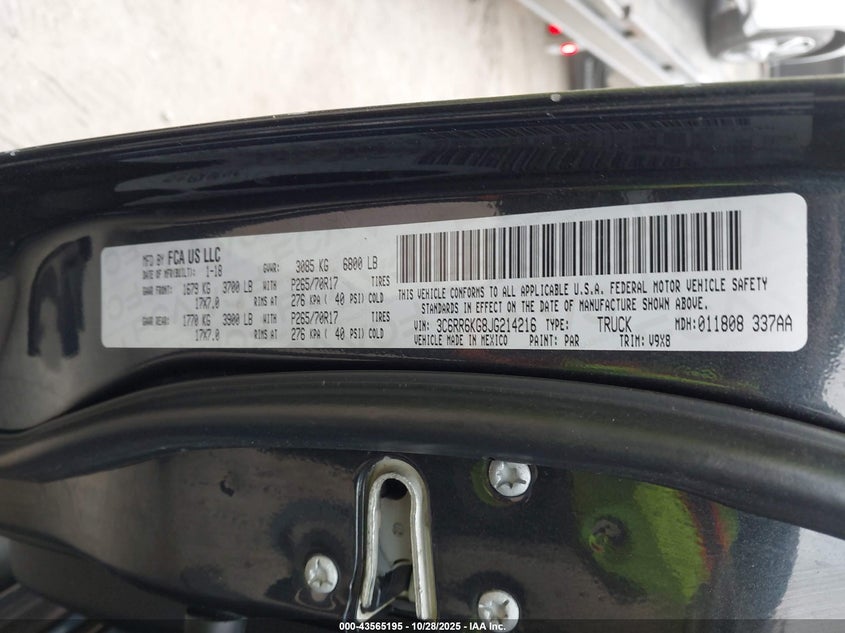 MFD BY FCA US LLC
DATE OF MFR(BUILT): 1-18 GVWR: 3085 KG 6800 LB
GAWR FRONT: 1679 KG 3700 LB WITH P265/70R17 TIRES
17X7.0 RIMS AT 276 KPA ( 40 PSI) COLD
GAWR REAR: 1770 KG 3900 LB WITH P265/70R17 TIRES
17X7.0 RIMS AT 276 KPA ( 40 PSI) COLD
THIS VEHICLE CONFORMS TO ALL APPLICABLE U.S.A. FEDERAL MOTOR VEHICLE SAFETY
STANDARDS IN EFFECT ON THE DATE OF MANUFACTURE SHOWN ABOVE.
VIN: 3C6RR6KG8JG214216 TYPE: TRUCK MDH: 011808 337AA
VEHICLE MADE IN MEXICO PAINT: PAR TRIM: V9X8
000-43565195 - 10/28/2025 - IAA Inc.